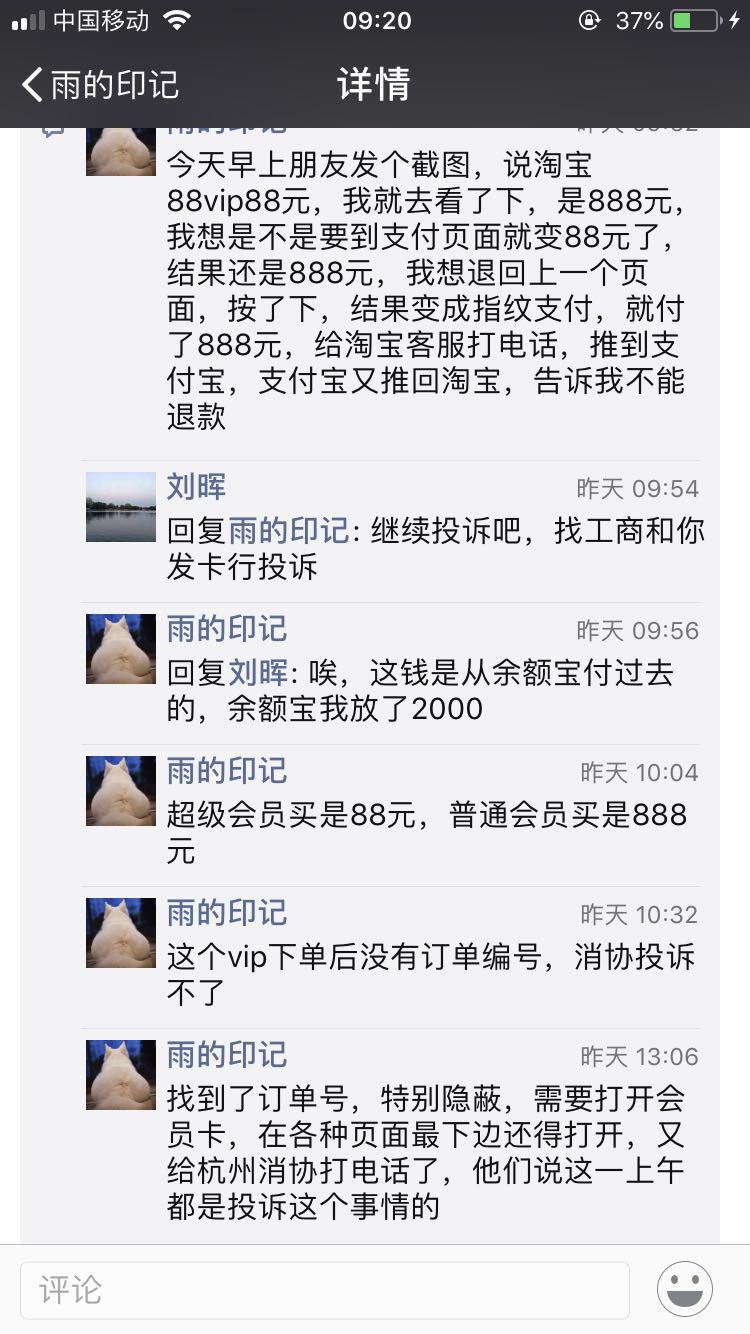 中国移动 09:20 37%
雨的印记 详情
今天早上朋友发个截图，说淘宝
88vip88元，我就去看了下，是888元，
我想是不是要到支付页面就变88元了，
结果还是888元，我想退回上一个页
面，按了下，结果变成指纹支付，就付
了888元，给淘宝客服打电话，推到支
付宝，支付宝又推回淘宝，告诉我不能
退款
刘晖 昨天 09:54
回复雨的印记: 继续投诉吧，找工商和你
发卡行投诉
雨的印记 昨天 09:56
回复刘晖: 唉，这钱是从余额宝付过去
的，余额宝我放了2000
雨的印记 昨天 10:04
超级会员买是88元，普通会员买是888
元
雨的印记 昨天 10:32
这个vip下单后没有订单编号，消协投诉
不了
雨的印记 昨天 13:06
找到了订单号，特别隐蔽，需要打开会
员卡，在各种页面最下边还得打开，又
给杭州消协打电话了，他们说这一上午
都是投诉这个事情的
评论